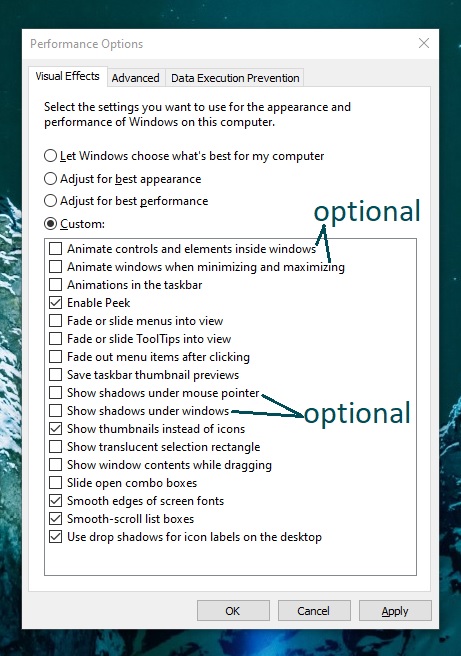 Performance Options
Visual Effects Advanced Data Execution Prevention
Select the settings you want to use for the appearance and
performance of Windows on this computer.
Let Windows choose what's best for my computer
Adjust for best appearance
Adjust for best performance
optional
Custom:
Animate controls and elements inside windows
Animate windows when minimizing and maximizing
Animations in the taskbar
Enable Peek
Fade or slide menus into view
Fade or slide ToolTips into view
Fade out menu items after clicking
Save taskbar thumbnail previews
Show shadows under mouse pointer
Show shadows under windows
optional
Show thumbnails instead of icons
Show translucent selection rectangle
Show window contents while dragging
Slide open combo boxes
Smooth edges of screen fonts
Smooth-scroll list boxes
Use drop shadows for icon labels on the desktop
OK Cancel Apply